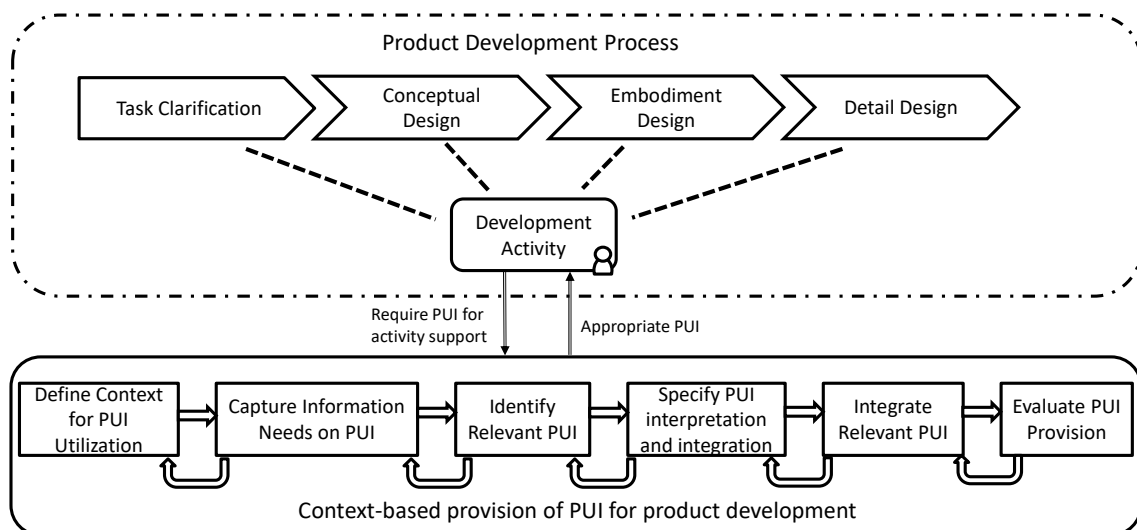 Product Development Process
Task Clarification
Conceptual
Design
Embodiment
Design
Detail Design
Development
Activity
Require PUI for
activity support
Appropriate PUI
Define Context
for PUI
Utilization
Capture Information
Needs on PUI
Identify
Relevant PUI
Specify PUI
interpretation
and integration
Integrate
Relevant PUI
Evaluate PUI
Provision
Context-based provision of PUI for product development